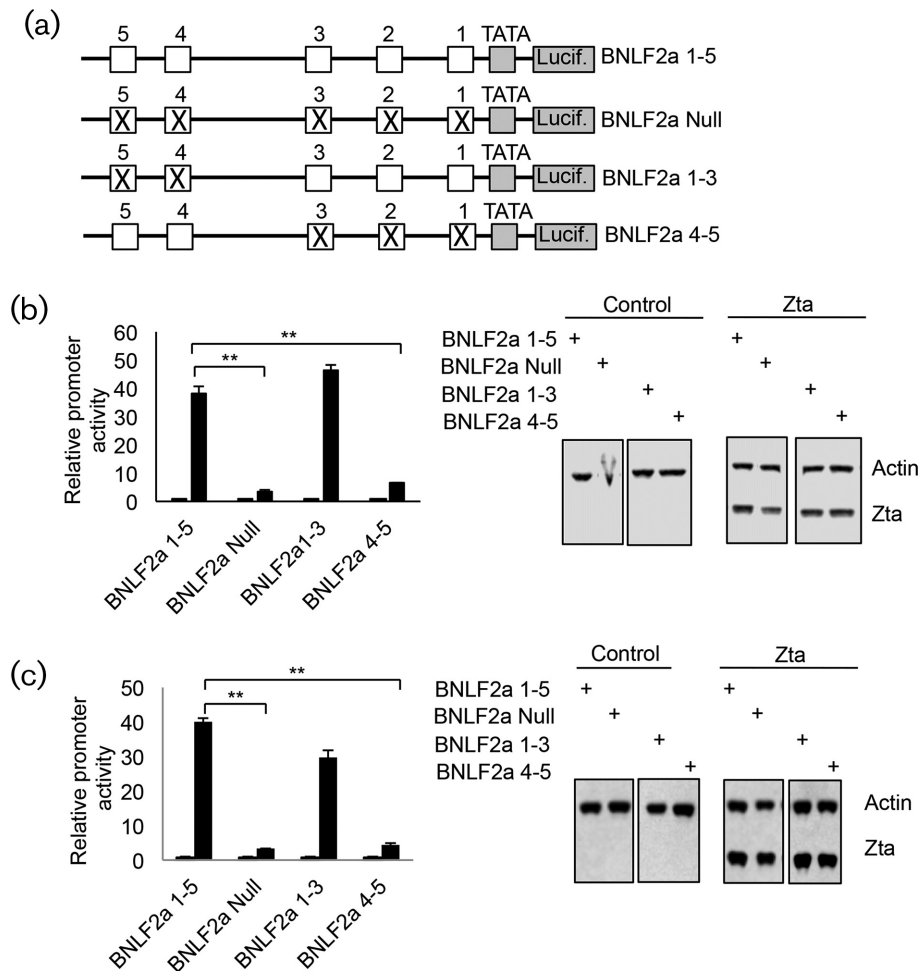 (a)
5 4 3 2 1 TATA
Lucif. BNLF2a 1-5
5 4 3 2 1 TATA
X X X X X Lucif. BNLF2a Null
5 4 3 2 1 TATA
X X Lucif. BNLF2a 1-3
5 4 3 2 1 TATA
X X X Lucif. BNLF2a 4-5
(b)
Relative promoter
activity
60
50
40
30
20
10
0
**
**
BNLF2a 1-5
BNLF2a Null
BNLF2a1-3
BNLF2a 4-5
Control Zta
BNLF2a 1-5 + +
BNLF2a Null + +
BNLF2a 1-3 + +
BNLF2a 4-5 + +
Actin
Zta
(c)
Relative promoter
activity
50
40
30
20
10
0
**
**
BNLF2a 1-5
BNLF2a Null
BNLF2a 1-3
BNLF2a 4-5
Control Zta
BNLF2a 1-5 + +
BNLF2a Null + +
BNLF2a 1-3 + +
BNLF2a 4-5 + +
Actin
Zta